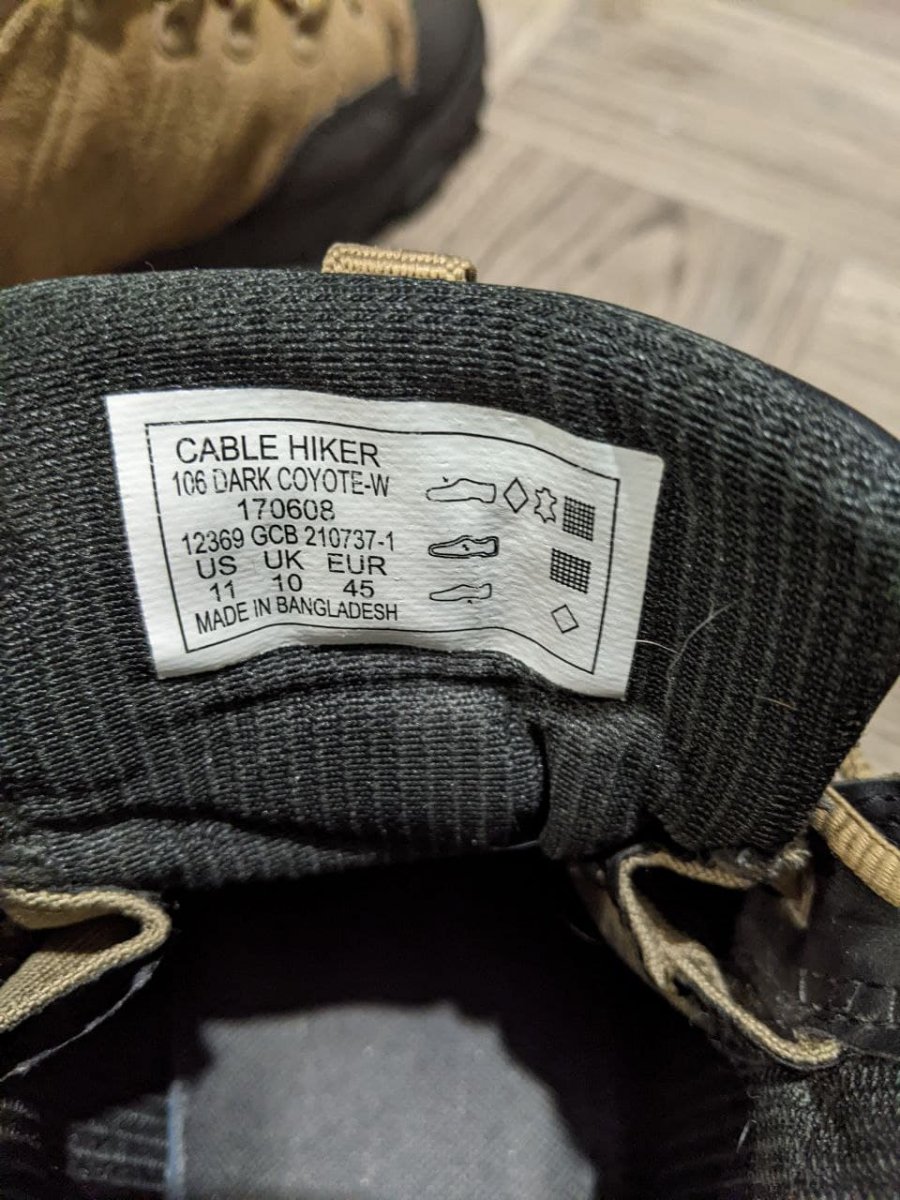 CABLE HIKER
106 DARK COYOTE-W
170608
12369 GCB 210737-1
US UK EUR
11 10 45
MADE IN BANGLADESH